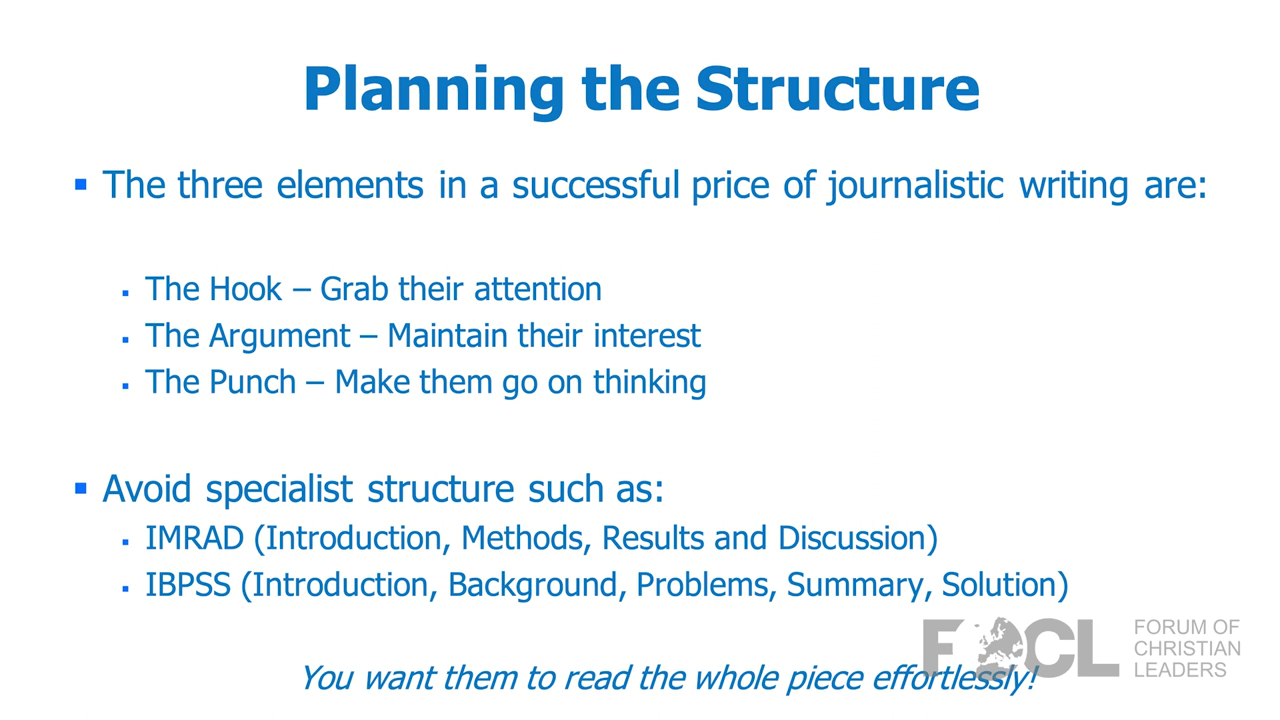 Planning the Structure
▪ The three elements in a successful price of journalistic writing are:
▪ The Hook – Grab their attention
▪ The Argument – Maintain their interest
▪ The Punch – Make them go on thinking
▪ Avoid specialist structure such as:
▪ IMRAD (Introduction, Methods, Results and Discussion)
▪ IBPSS (Introduction, Background, Problems, Summary, Solution)
You want them to read the whole piece effortlessly!
FOCL
FORUM OF
CHRISTIAN
LEADERS